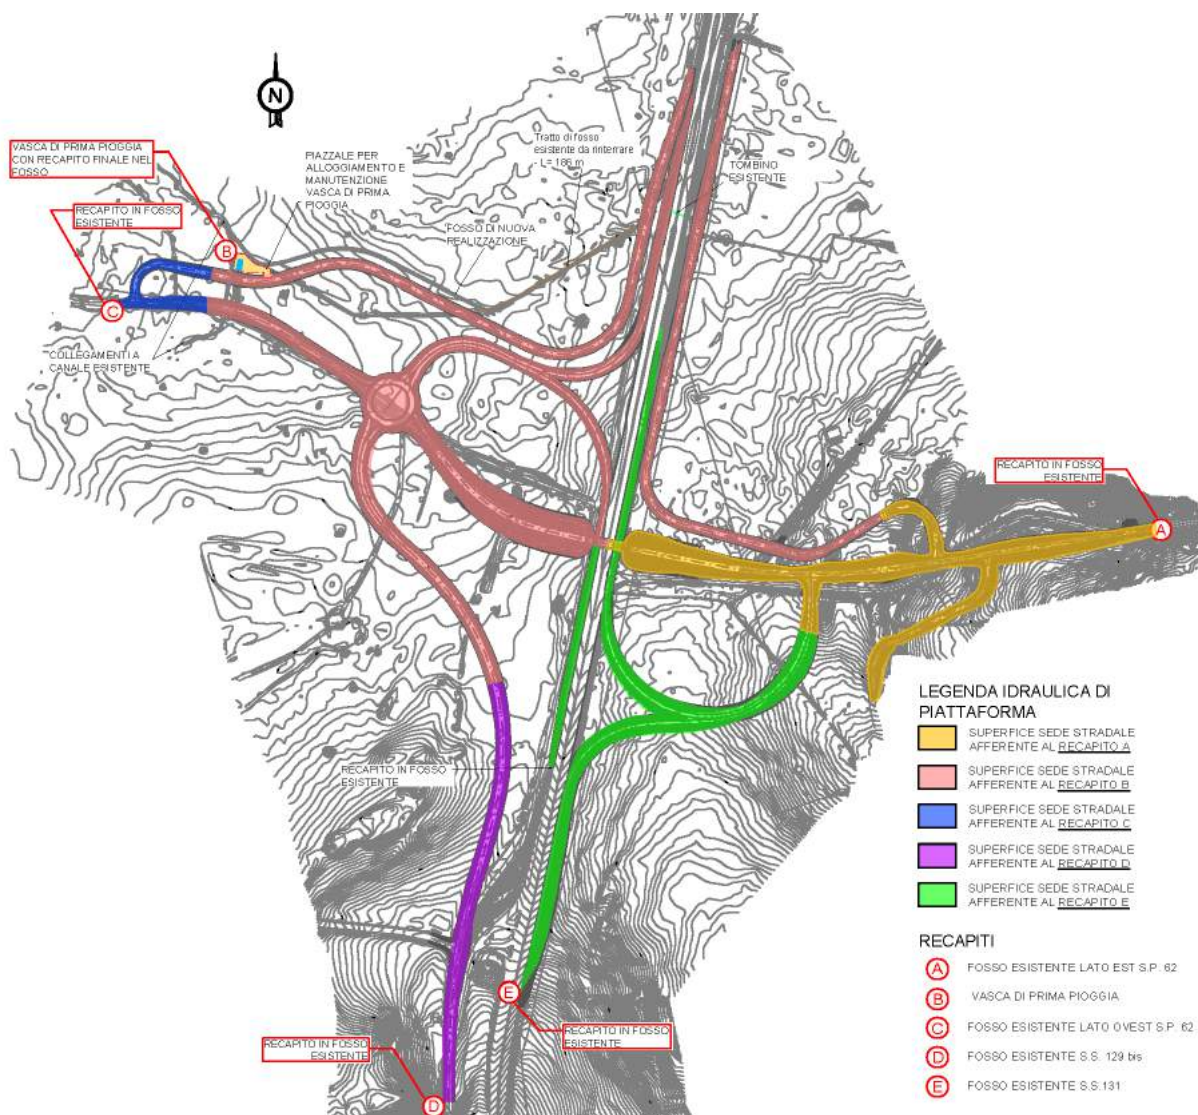 N
VASCA DI PRIMA PIOGGIA
CON RECAPITO FINALE NEL
FOSSO
PIAZZALE PER
ALLOGGIAMENTO E
MANUTENZIONE
VASCA DI PRIMA
PIOGGIA
Tratto di fosso
esistente da rinterrare
- L= 186 m
TOMBINO
ESISTENTE
RECAPITO IN FOSSO
ESISTENTE
FOSSO DI NUOVA
REALIZZAZIONE
B
C
COLLEGAMENTI A
CANALE ESISTENTE
RECAPITO IN FOSSO
ESISTENTE
A
RECAPITO IN FOSSO
ESISTENTE
E
RECAPITO IN FOSSO
ESISTENTE
RECAPITO IN FOSSO
ESISTENTE
D
LEGENDA IDRAULICA DI
PIATTAFORMA
SUPERFICE SEDE STRADALE
AFFERENTE AL RECAPITO A
SUPERFICE SEDE STRADALE
AFFERENTE AL RECAPITO B
SUPERFICE SEDE STRADALE
AFFERENTE AL RECAPITO C
SUPERFICE SEDE STRADALE
AFFERENTE AL RECAPITO D
SUPERFICE SEDE STRADALE
AFFERENTE AL RECAPITO E
RECAPITI
A FOSSO ESISTENTE LATO EST S.P. 62
B VASCA DI PRIMA PIOGGIA
C FOSSO ESISTENTE LATO OVEST S.P. 62
D FOSSO ESISTENTE S.S. 129 bis
E FOSSO ESISTENTE S.S.131